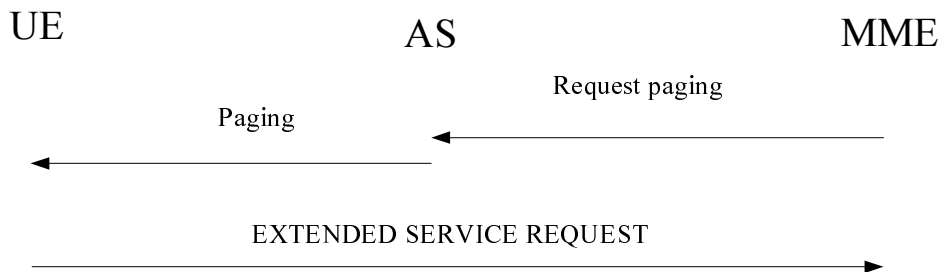 UE
AS
MME
Request paging
Paging
EXTENDED SERVICE REQUEST